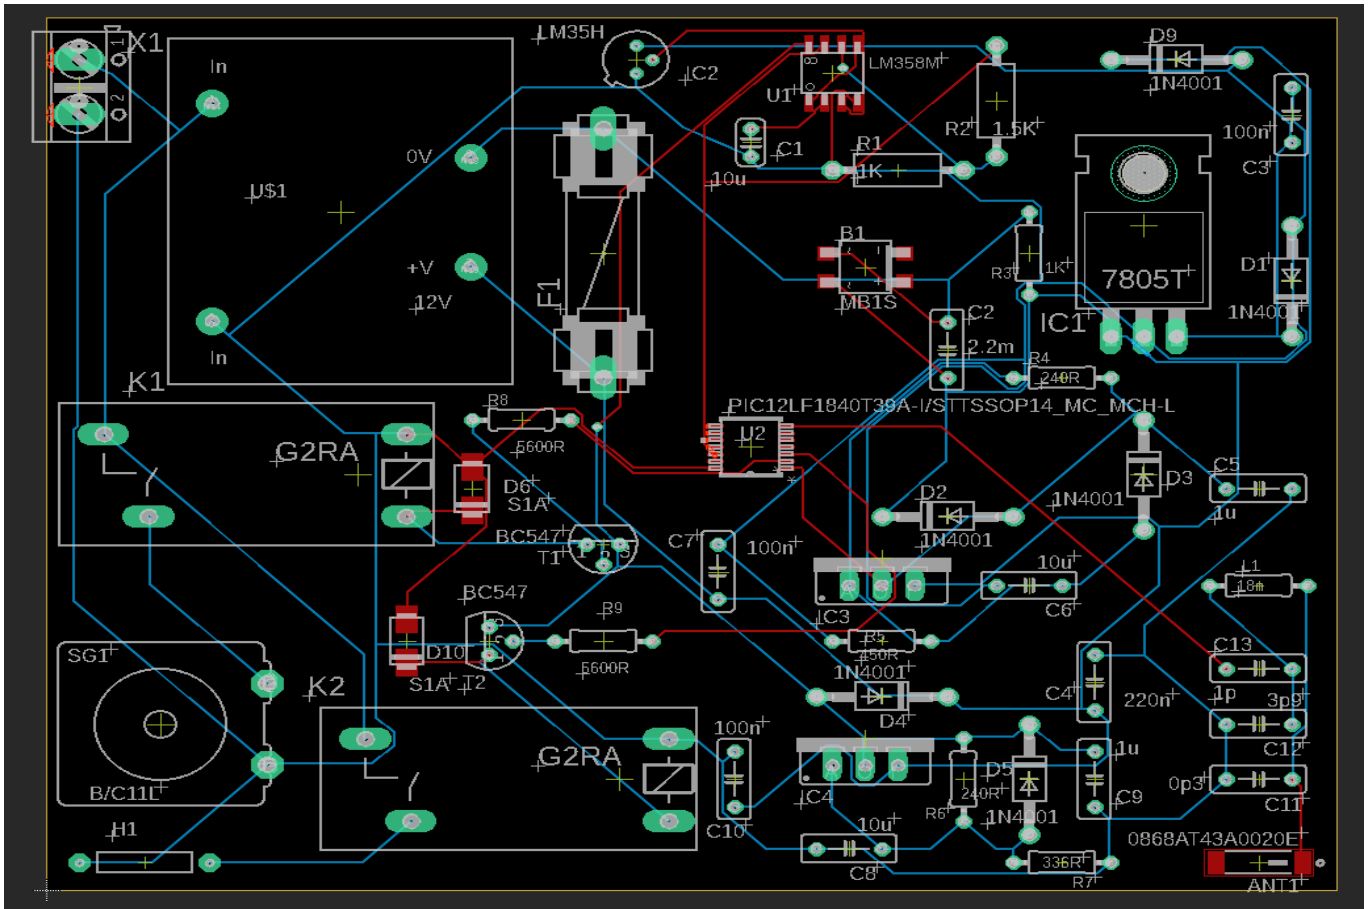 X1
1
2
In
U$1
0V
+V
12V
In
LM35H
C2
F1
8
LM358M
U1
C1
10u
R1
1K
R2
1.5K
D9
1N4001
100n
C3
7805T
IC1
D1
1N4001
B1
MB1S
R3
1K
C2
2.2m
R4
240R
PIC12LF1840T39A-I/STTSSOP14_MC_MCH-L
U2
K1
G2RA
R8
5600R
D6
S1A
BC547
T1
BC547
T2
R9
5600R
D10
S1A
C7
100n
D2
1N4001
D3
1N4001
C5
1u
IC3
10u
C6
R5
450R
1N4001
D4
L1
18n
C13
1p
3p9
C12
0p3
C11
C4
220n
SG1
B/C11L
H1
K2
G2RA
100n
C10
IC4
10u
C8
R6
240R
D5
1N4001
1u
C9
336R
R7
0868AT43A0020E
ANT1